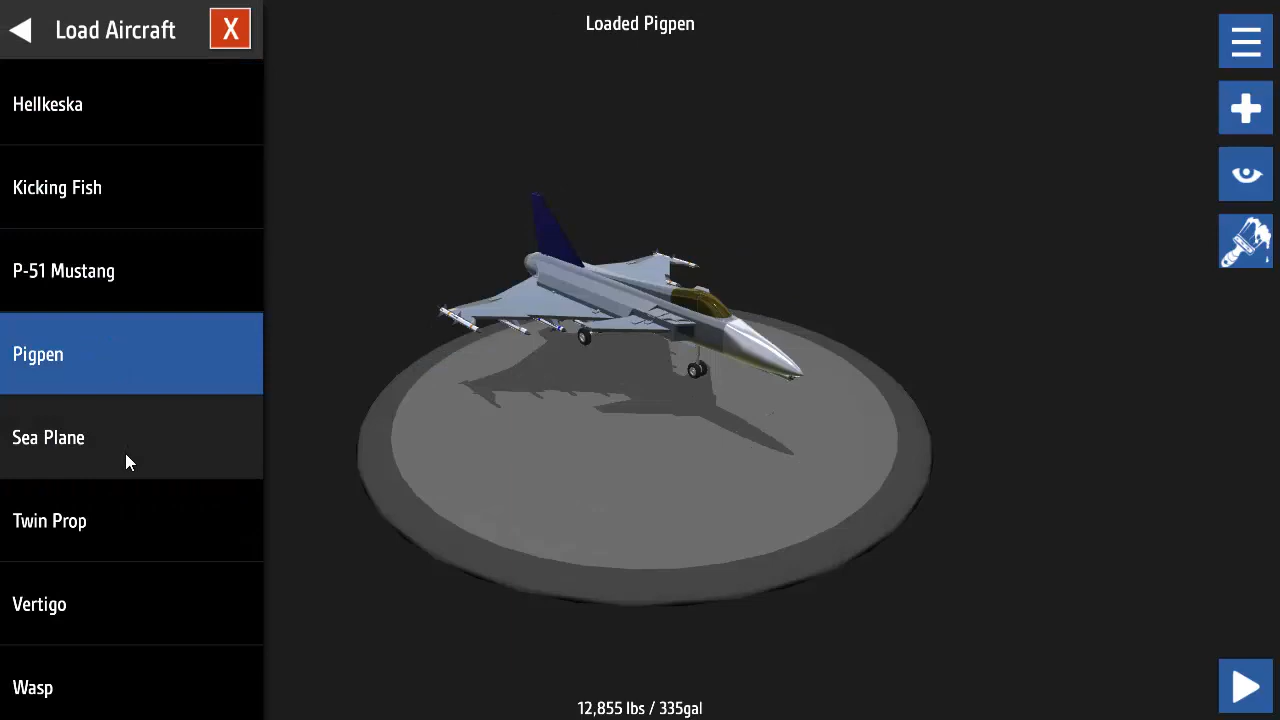 Load Aircraft
X
Loaded Pigpen
Hellkeska
Kicking Fish
P-51 Mustang
Pigpen
Sea Plane
Twin Prop
Vertigo
Wasp
12,855 lbs / 335gal